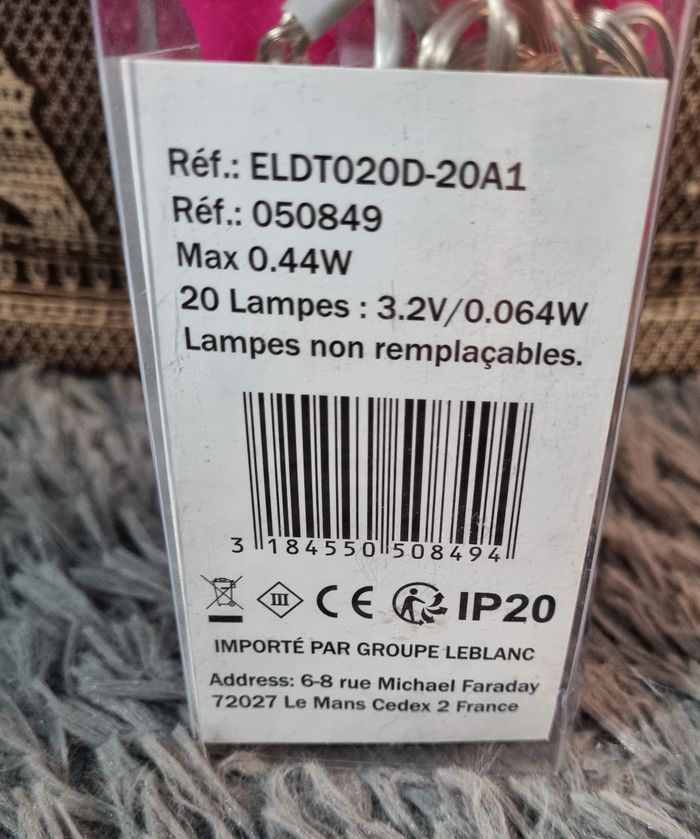 Réf.: ELDT020D-20A1
Réf.: 050849
Max 0.44W
20 Lampes : 3.2V/0.064W
Lampes non remplaçables.
3 184550 508494
III CE IP20
IMPORTÉ PAR GROUPE LEBLANC
Address: 6-8 rue Michael Faraday
72027 Le Mans Cedex 2 France